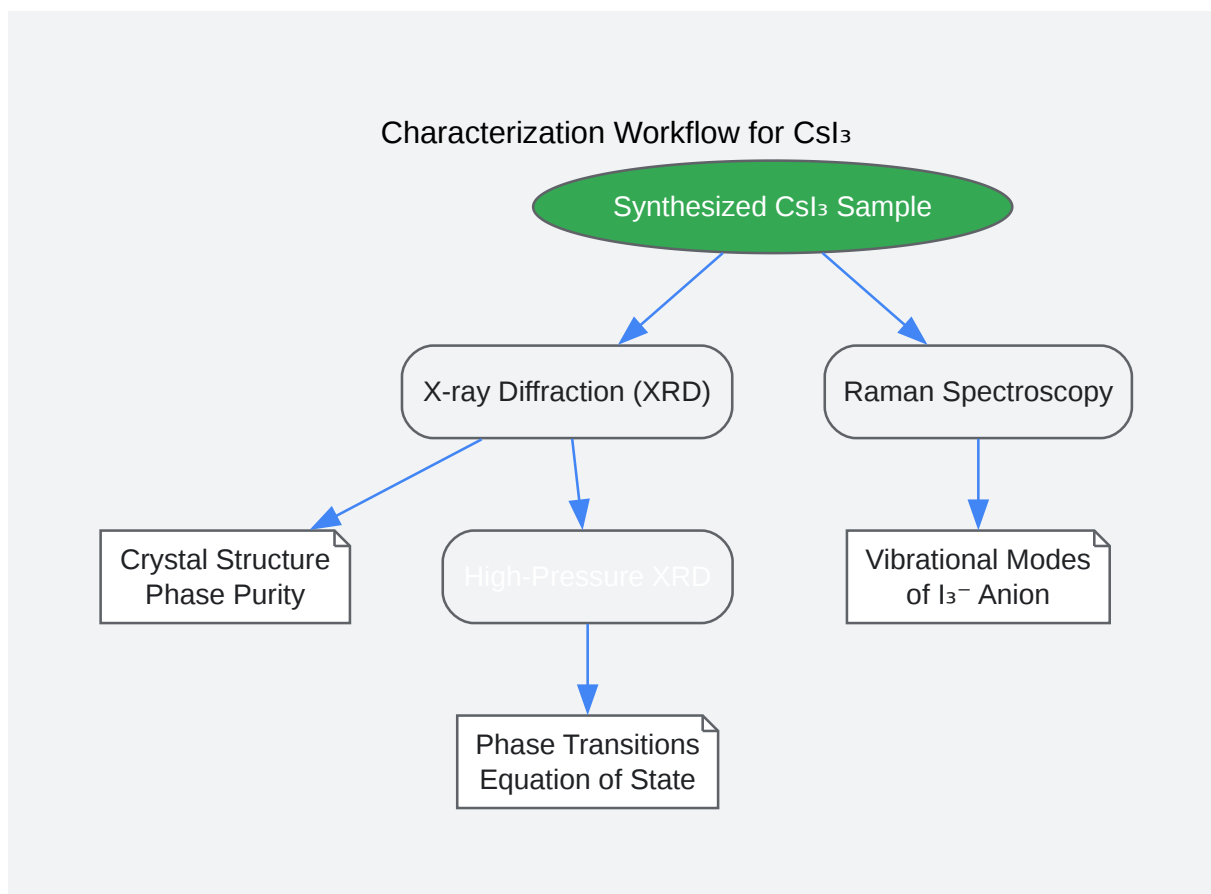 Characterization Workflow for CsI₃
Synthesized CsI₃ Sample
X-ray Diffraction (XRD)
Raman Spectroscopy
Crystal Structure
Phase Purity
High-Pressure XRD
Vibrational Modes
of I₃⁻ Anion
Phase Transitions
Equation of State